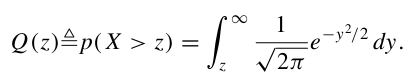 Q(z)≜p(X > z) = ∫_z^∞ 1/√(2π) e^{−y²/2} dy.